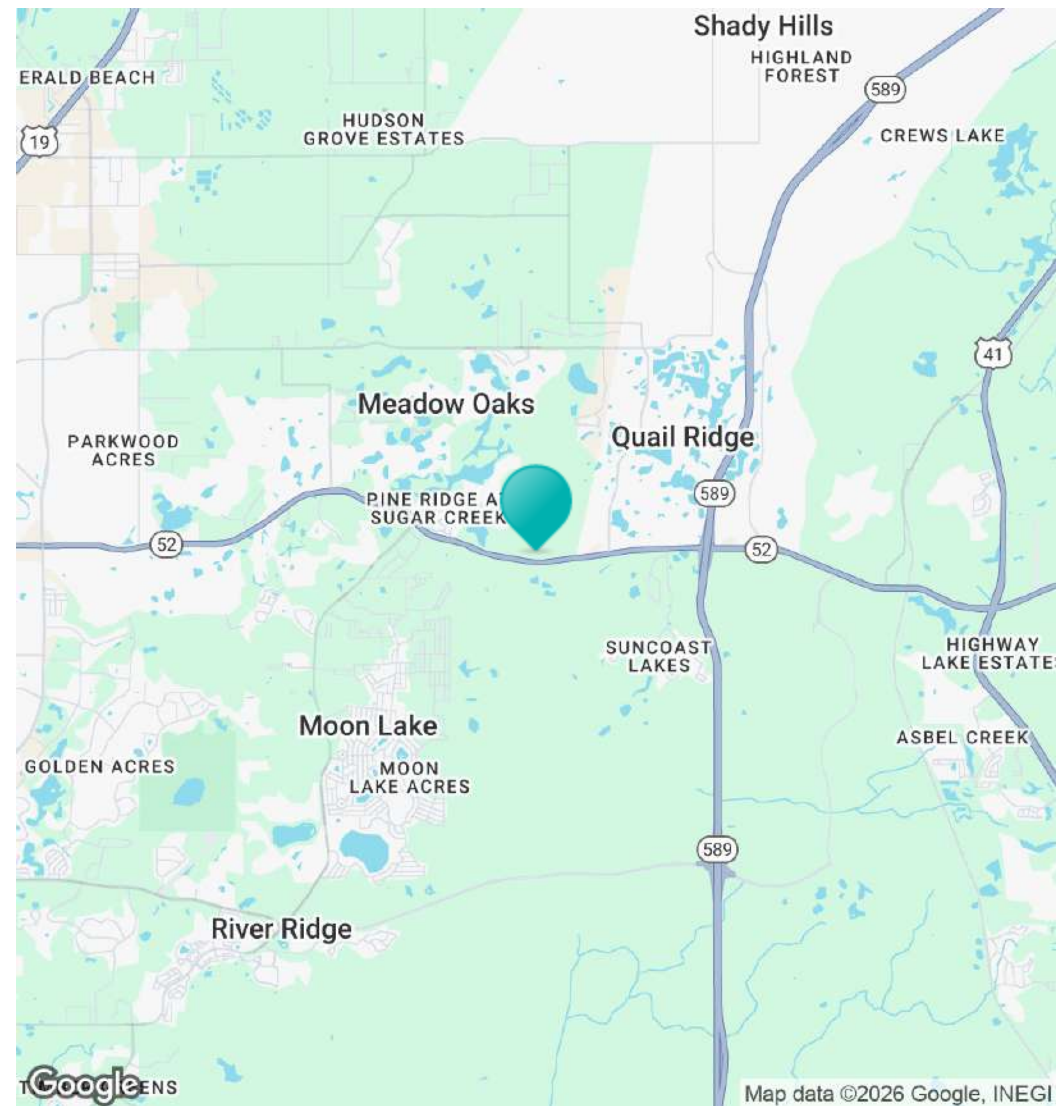 Shady Hills
HIGHLAND
FOREST
ERALD BEACH
589
HUDSON
GROVE ESTATES
19
CREWS LAKE
41
Meadow Oaks
Quail Ridge
PARKWOOD
ACRES
589
PINE RIDGE AT
SUGAR CREEK
52
52
SUNCOAST
LAKES
HIGHWAY
LAKE ESTATES
Moon Lake
ASBEL CREEK
GOLDEN ACRES
MOON
LAKE ACRES
589
River Ridge
Google
ENS
Map data ©2026 Google, INEGI